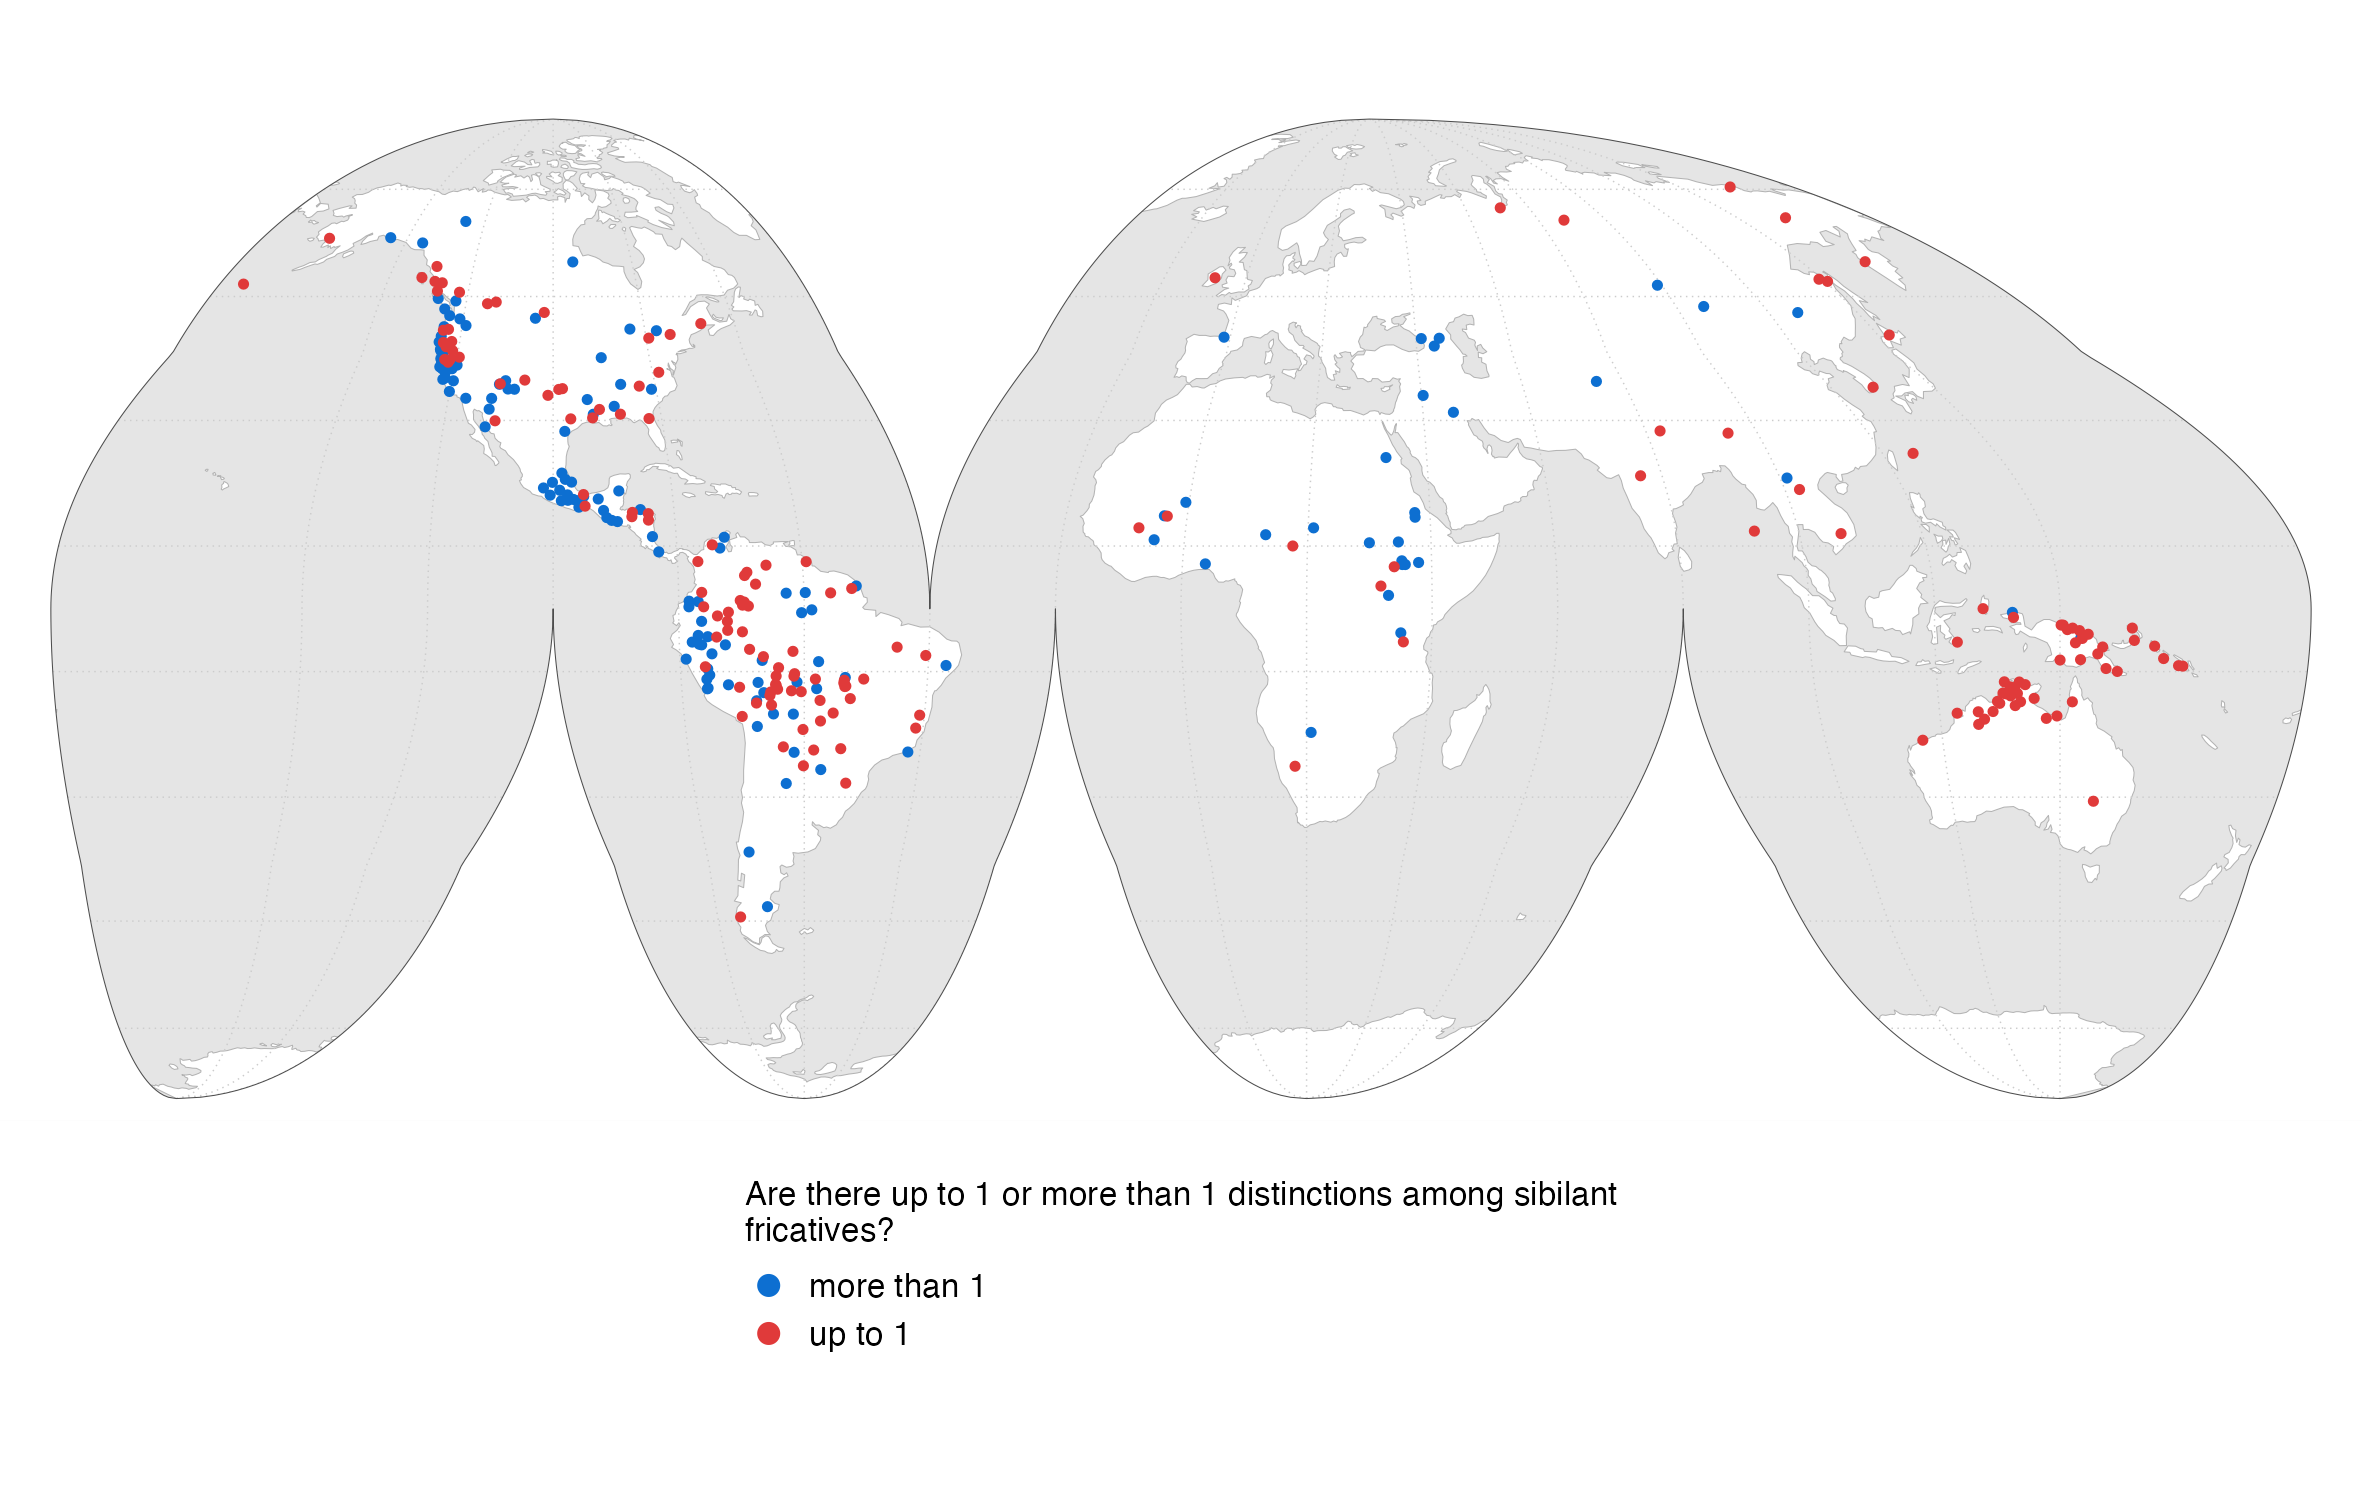 Are there up to 1 or more than 1 distinctions among sibilant
fricatives?
more than 1
up to 1